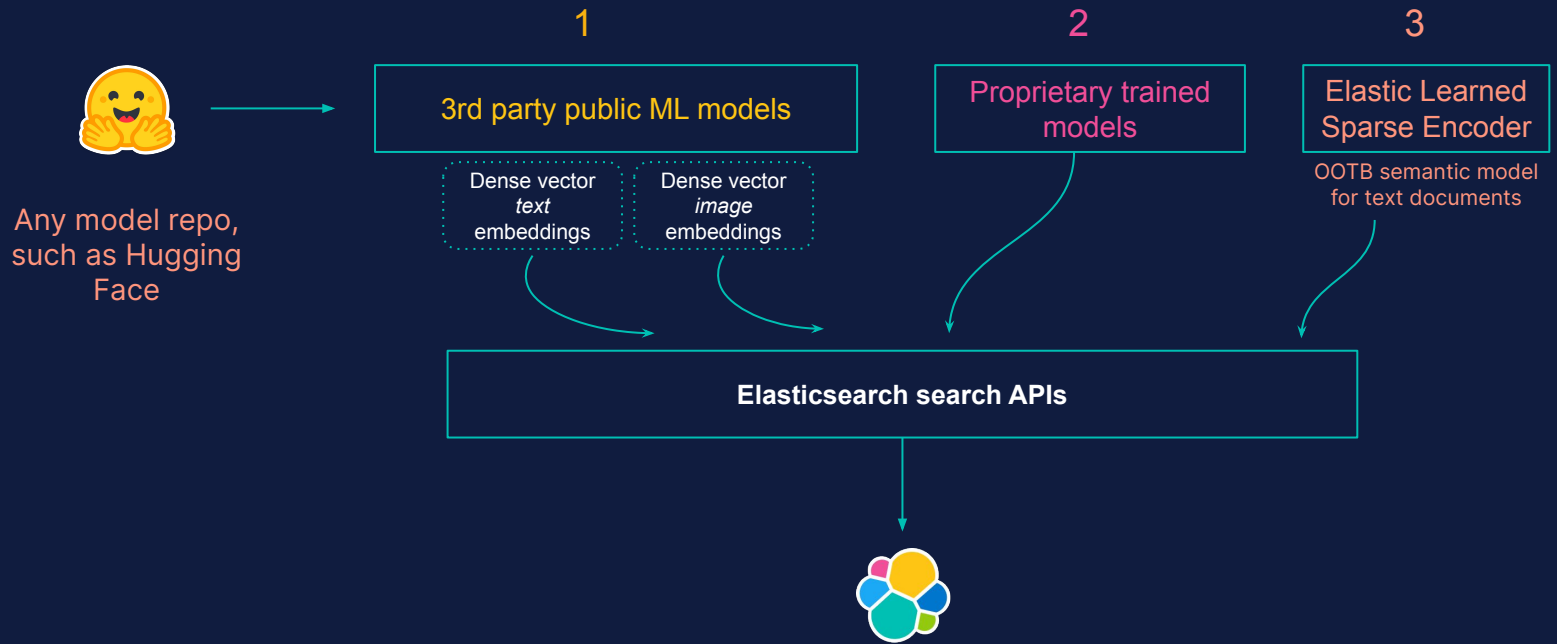 1
2
3
3rd party public ML models
Proprietary trained
models
Elastic Learned
Sparse Encoder
Any model repo,
such as Hugging
Face
Dense vector
text
embeddings
Dense vector
image
embeddings
OOTB semantic model
for text documents
Elasticsearch search APIs